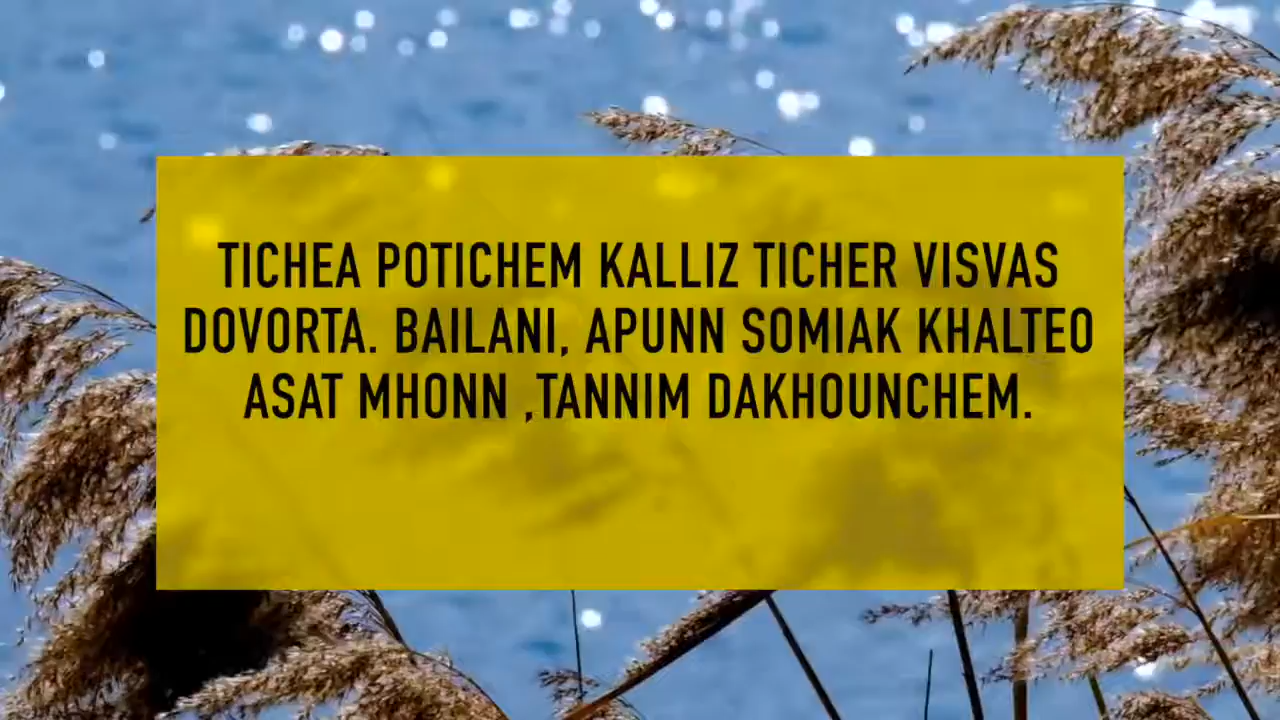 TICHEA POTICHEM KALLIZ TICHER VISVAS
DOVORTA. BAILANI, APUNN SOMIAK KHALTEO
ASAT MHONN ,TANNIM DAKHOUNCHEM.